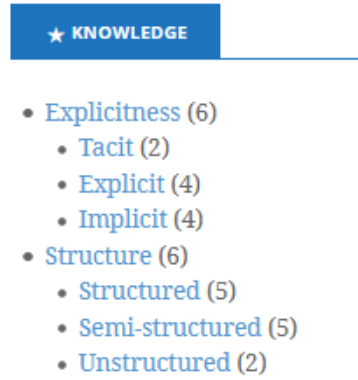 ★ KNOWLEDGE
• Explicitness (6)
• Tacit (2)
• Explicit (4)
• Implicit (4)
• Structure (6)
• Structured (5)
• Semi-structured (5)
• Unstructured (2)